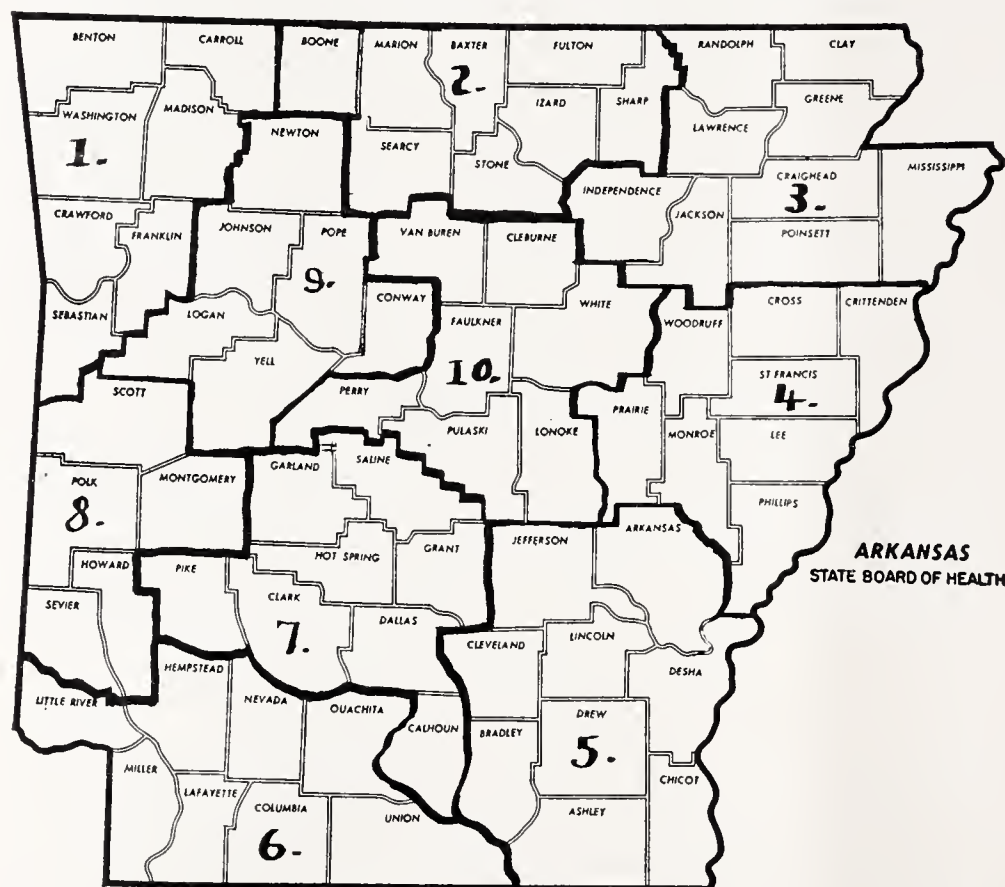 BENTON
CARROLL
BOONE
MARION
BAXTER
FULTON
RANDOLPH
CLAY
2.
WASHINGTON
MADISON
IZARD
SHARP
GREENE
1.
NEWTON
SEARCY
LAWRENCE
STONE
MISSISSIPPI
CRAIGHEAD
INDEPENDENCE
3.
CRAWFORD
FRANKLIN
JOHNSON
POPE
VAN BUREN
CLEBURNE
JACKSON
POINSETT
9.
CONWAY
WHITE
CROSS
CRITTENDEN
SEBASTIAN
LOGAN
FAULKNER
WOODRUFF
YELL
10.
ST FRANCIS
4.
SCOTT
PERRY
PULASKI
LONOKE
PRAIRIE
MONROE
LEE
GARLAND
SALINE
POLK
MONTGOMERY
PHILLIPS
8.
ARKANSAS
JEFFERSON
GRANT
HOT SPRING
ARKANSAS
STATE BOARD OF HEALTH
HOWARD
PIKE
CLARK
SEVIER
7.
DALLAS
CLEVELAND
LINCOLN
DESHA
HEMPSTEAD
LITTLE RIVER
NEVADA
OUACHITA
CALHOUN
BRADLEY
DREW
5.
MILLER
LAFAYETTE
COLUMBIA
UNION
CHICOT
ASHLEY
6.